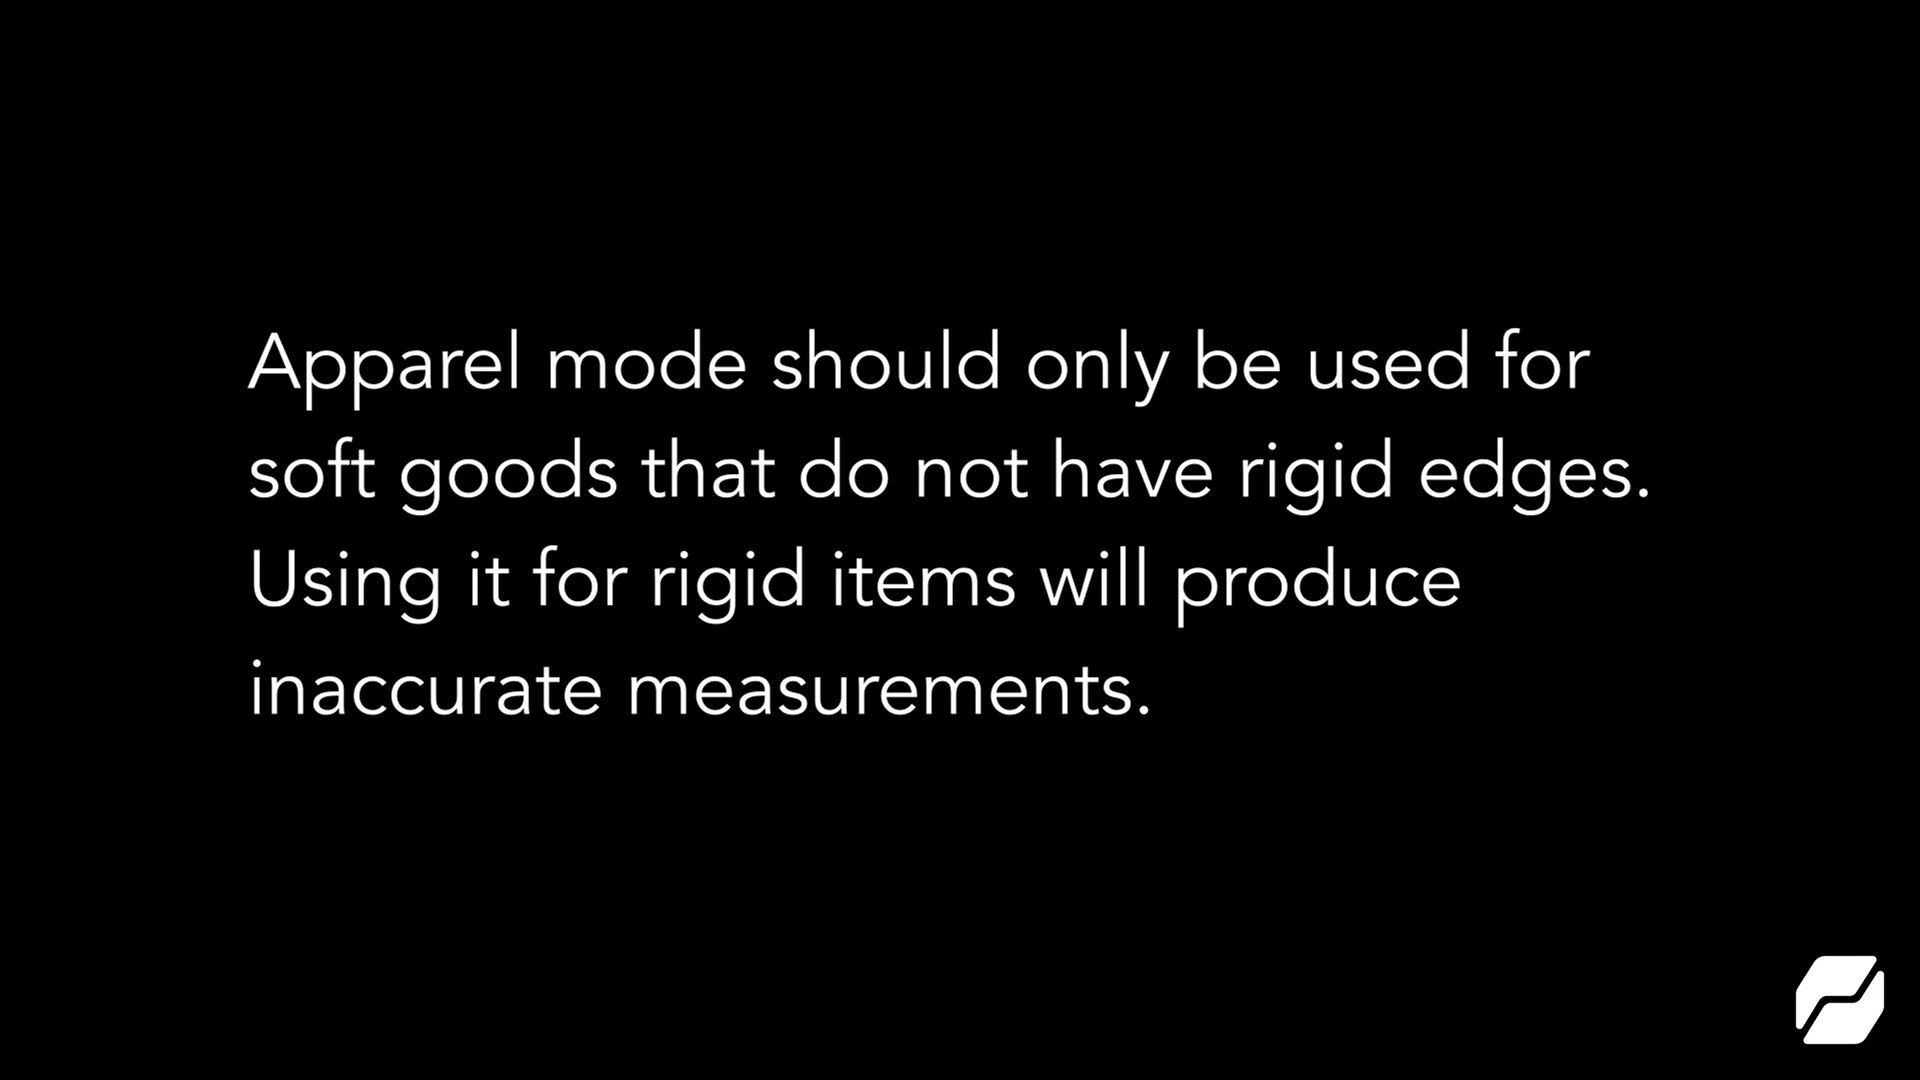 Apparel mode should only be used for
soft goods that do not have rigid edges.
Using it for rigid items will produce
inaccurate measurements.